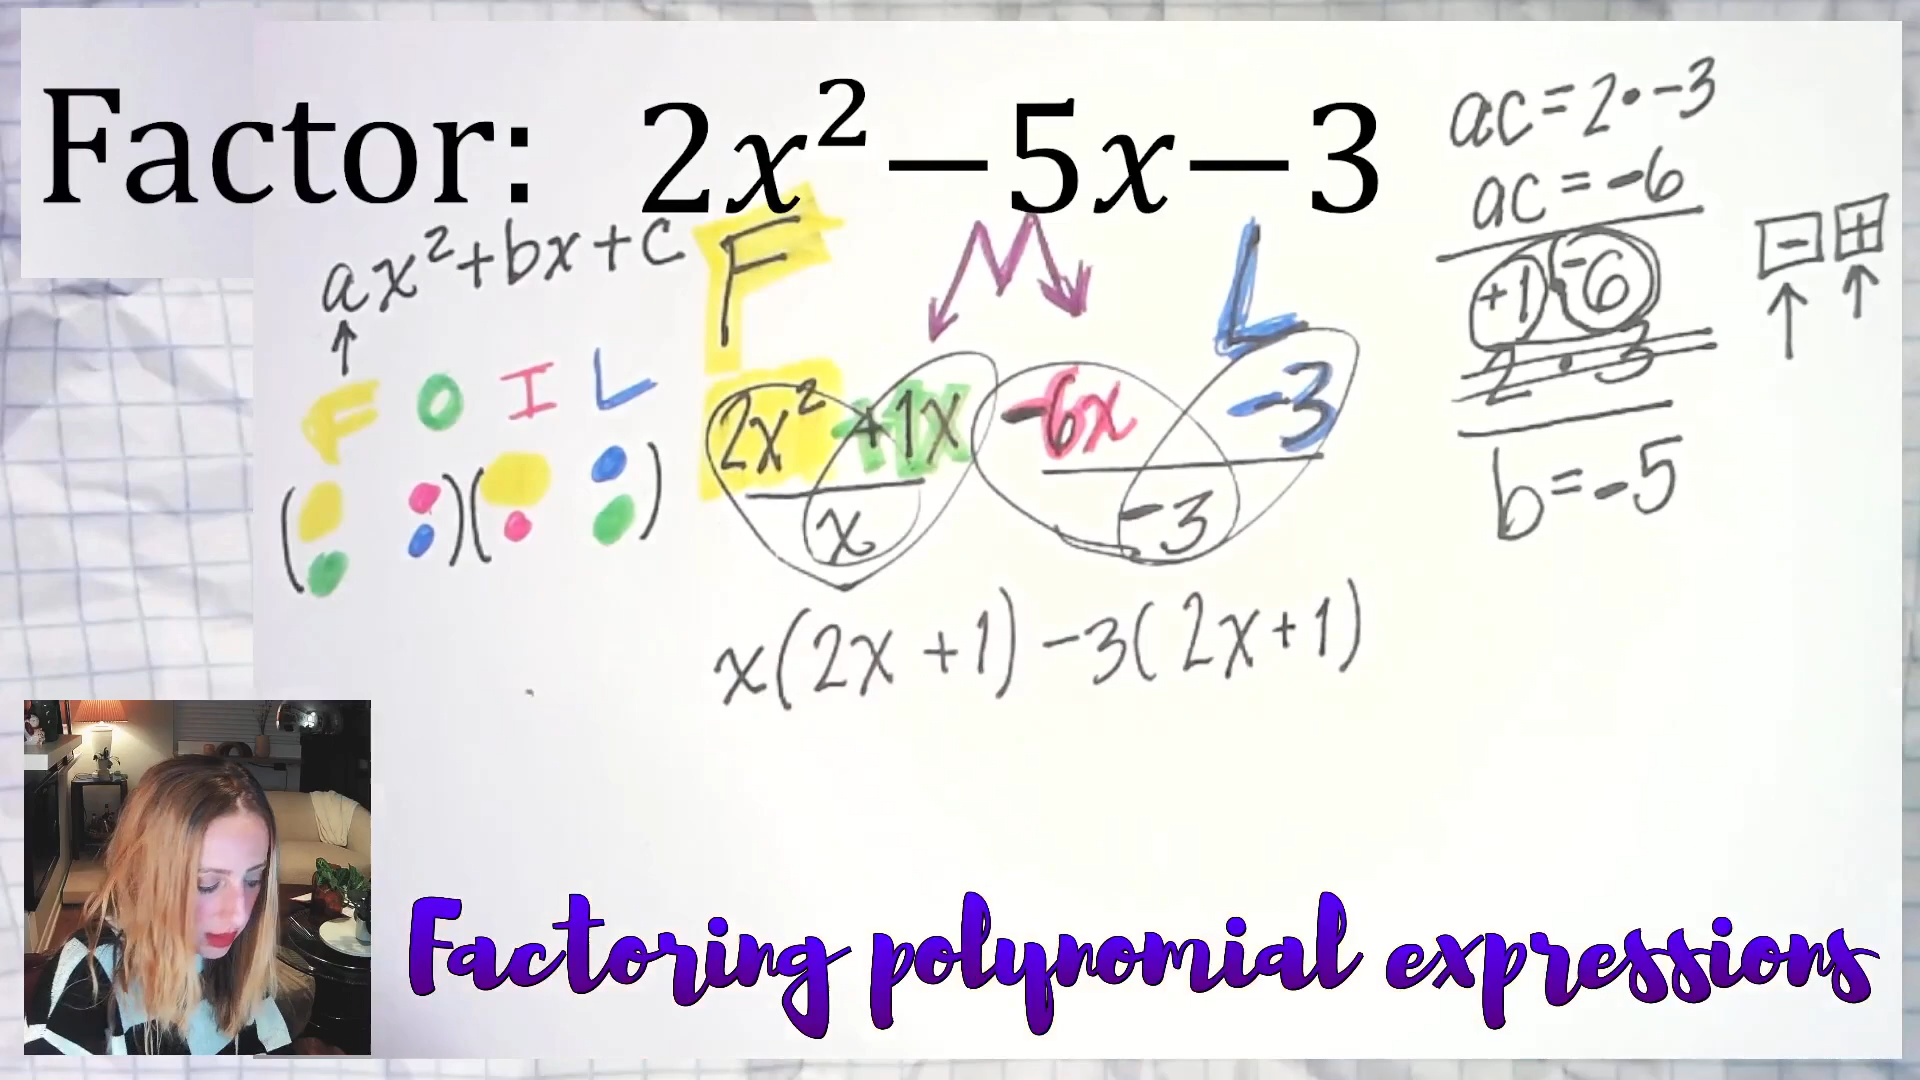 Factor: 2x² – 5x – 3
ax²+bx+c
F M L
F O I L
( )( )
2x² +1x -6x -3
x -3
x(2x+1) -3(2x+1)
ac = 2 • -3
ac = -6
+1 • -6
2 • 3
b = -5
- +
Factoring polynomial expressions